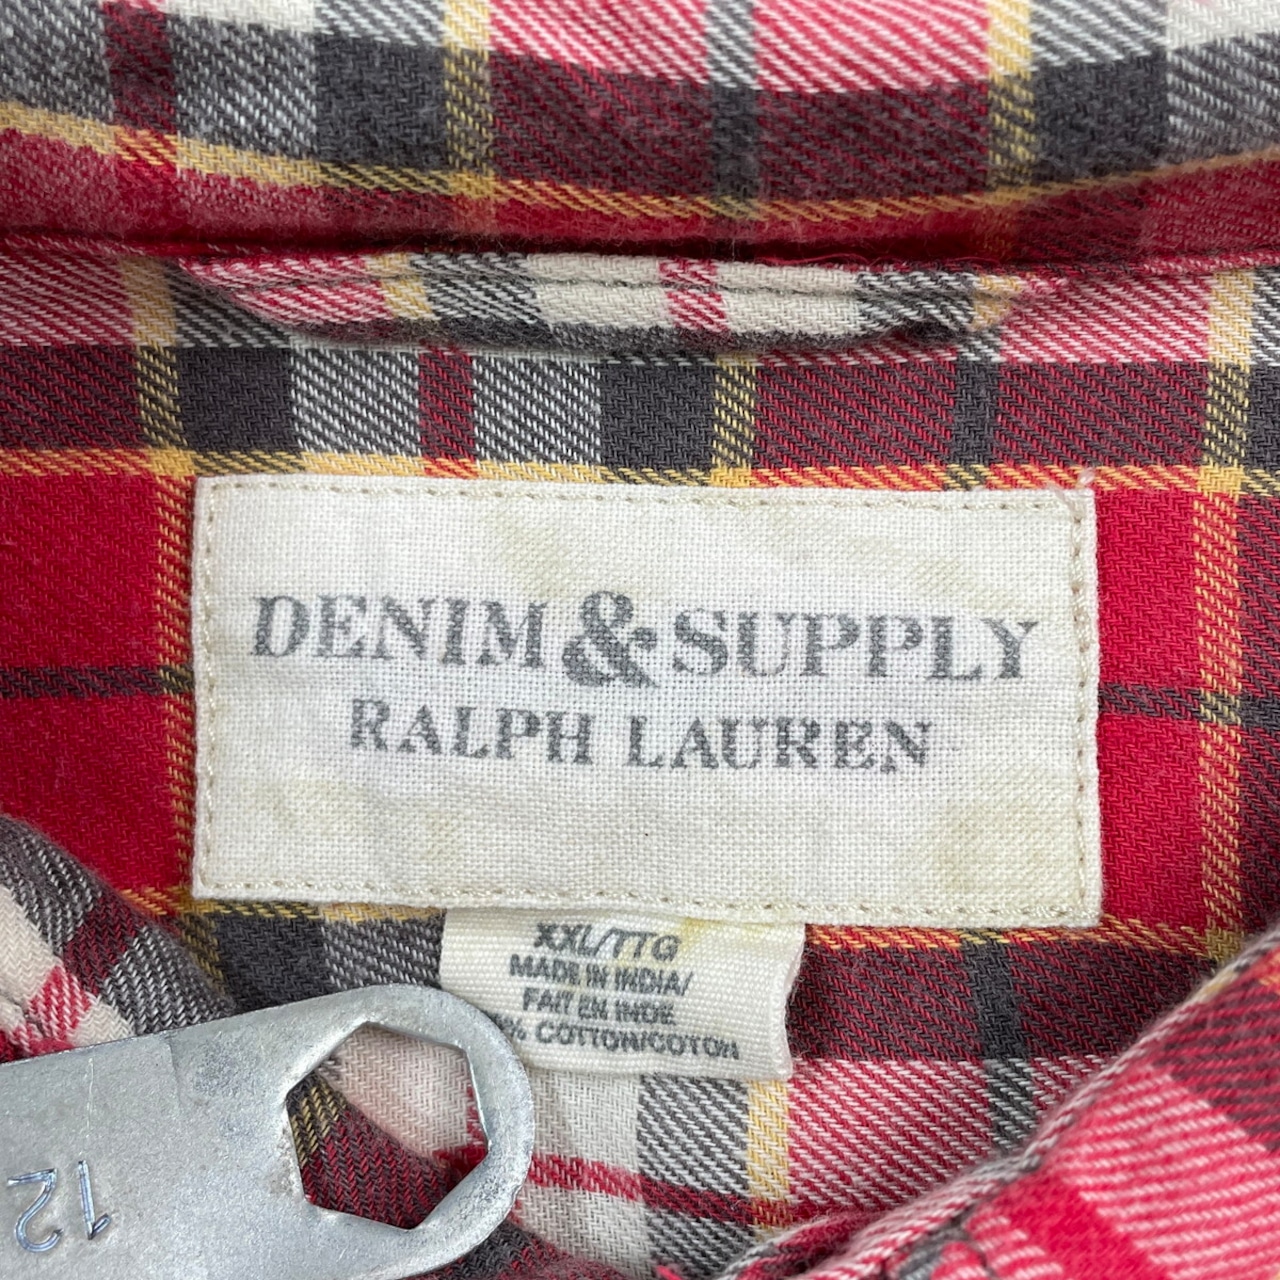 DENIM & SUPPLY
RALPH LAUREN
XXL/TTG
MADE IN INDIA/
FAIT EN INDE
% COTTON/COTON
12